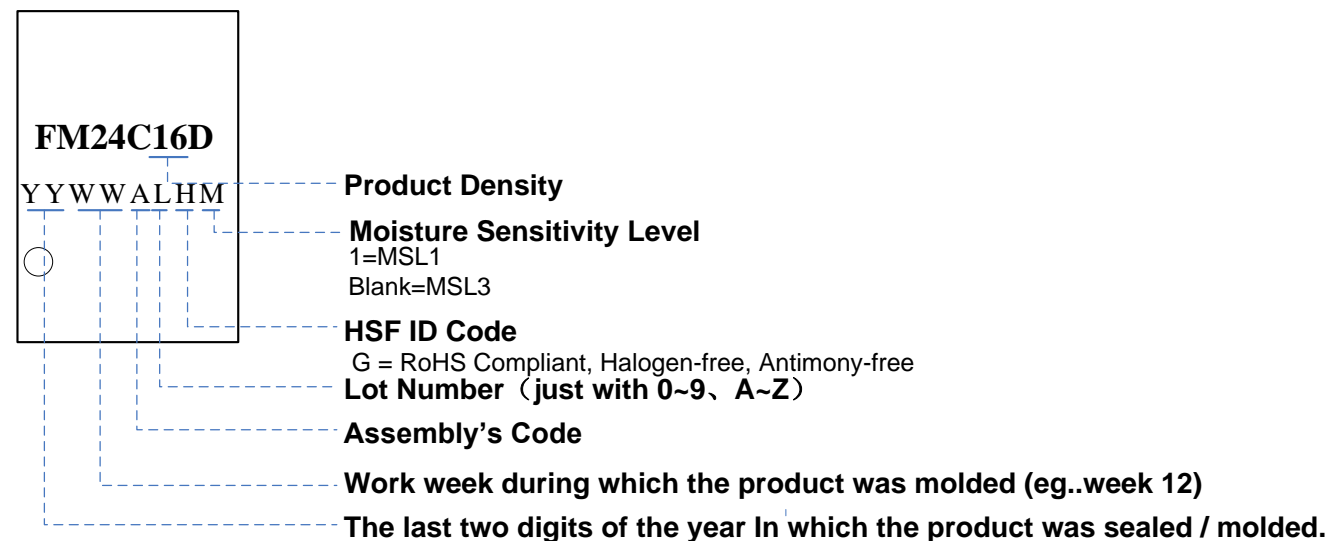 FM24C16D
YYWWALHM
Product Density
Moisture Sensitivity Level
1=MSL1
Blank=MSL3
HSF ID Code
G = RoHS Compliant, Halogen-free, Antimony-free
Lot Number（just with 0~9、A~Z）
Assembly's Code
Work week during which the product was molded (eg..week 12)
The last two digits of the year In which the product was sealed / molded.